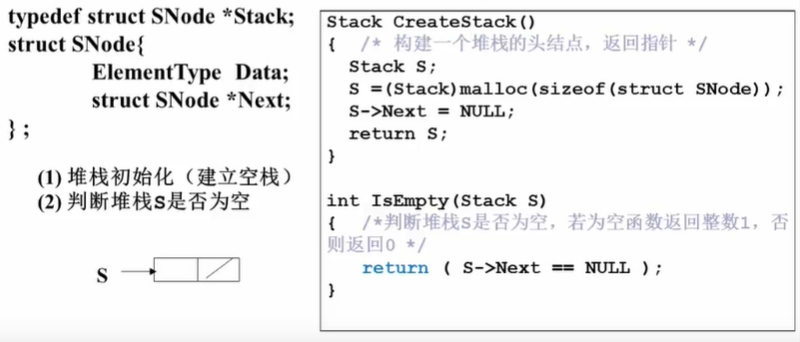 typedef struct SNode *Stack;
struct SNode{
ElementType Data;
struct SNode *Next;
};
(1) 堆栈初始化（建立空栈）
(2) 判断堆栈S是否为空
S
Stack CreateStack()
{ /* 构建一个堆栈的头结点，返回指针 */
Stack S;
S =(Stack)malloc(sizeof(struct SNode));
S->Next = NULL;
return S;
}
int IsEmpty(Stack S)
{ /*判断堆栈S是否为空，若为空函数返回整数1，否
则返回0 */
return ( S->Next == NULL );
}